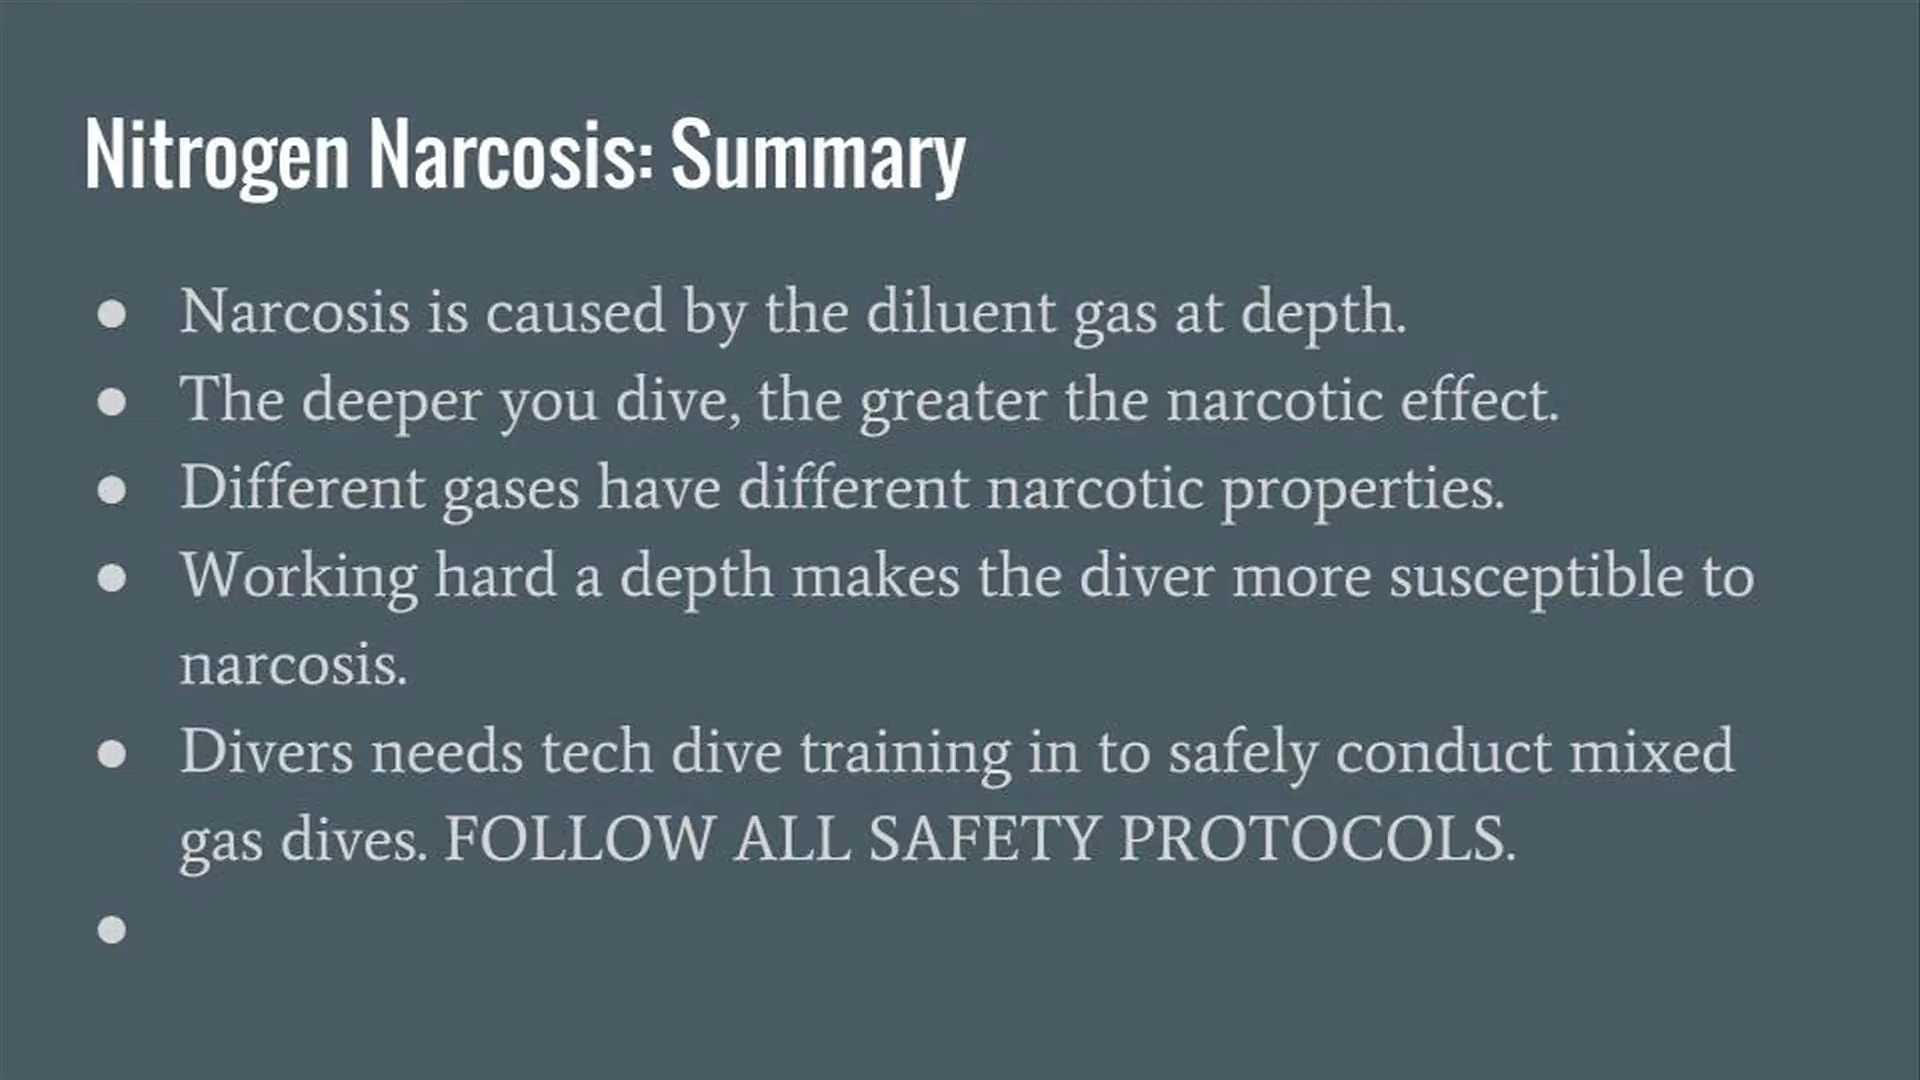 Nitrogen Narcosis: Summary
● Narcosis is caused by the diluent gas at depth.
● The deeper you dive, the greater the narcotic effect.
● Different gases have different narcotic properties.
● Working hard a depth makes the diver more susceptible to
narcosis.
● Divers needs tech dive training in to safely conduct mixed
gas dives. FOLLOW ALL SAFETY PROTOCOLS.
●